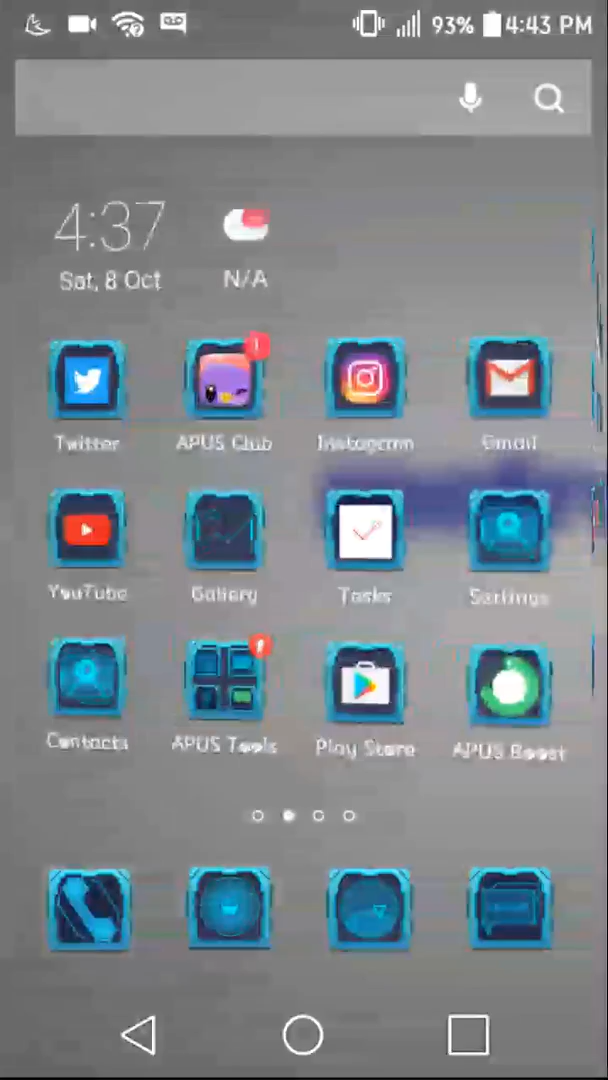 93% 4:43 PM
4:37
Sat, 8 Oct N/A
Twitter APUS Club Instagram Gmail
YouTube Gallery Tasks Settings
Contacts APUS Tools Play Store APUS Boost